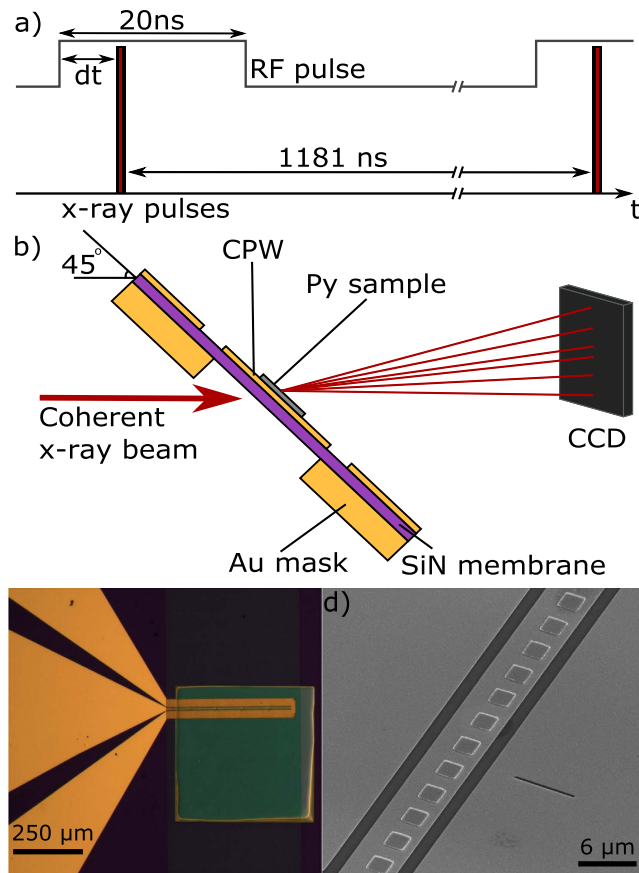 a)
20ns
dt
RF pulse
1181 ns
x-ray pulses
t
b)
45°
CPW
Py sample
Coherent
x-ray beam
CCD
Au mask
SiN membrane
d)
250 µm
6 µm